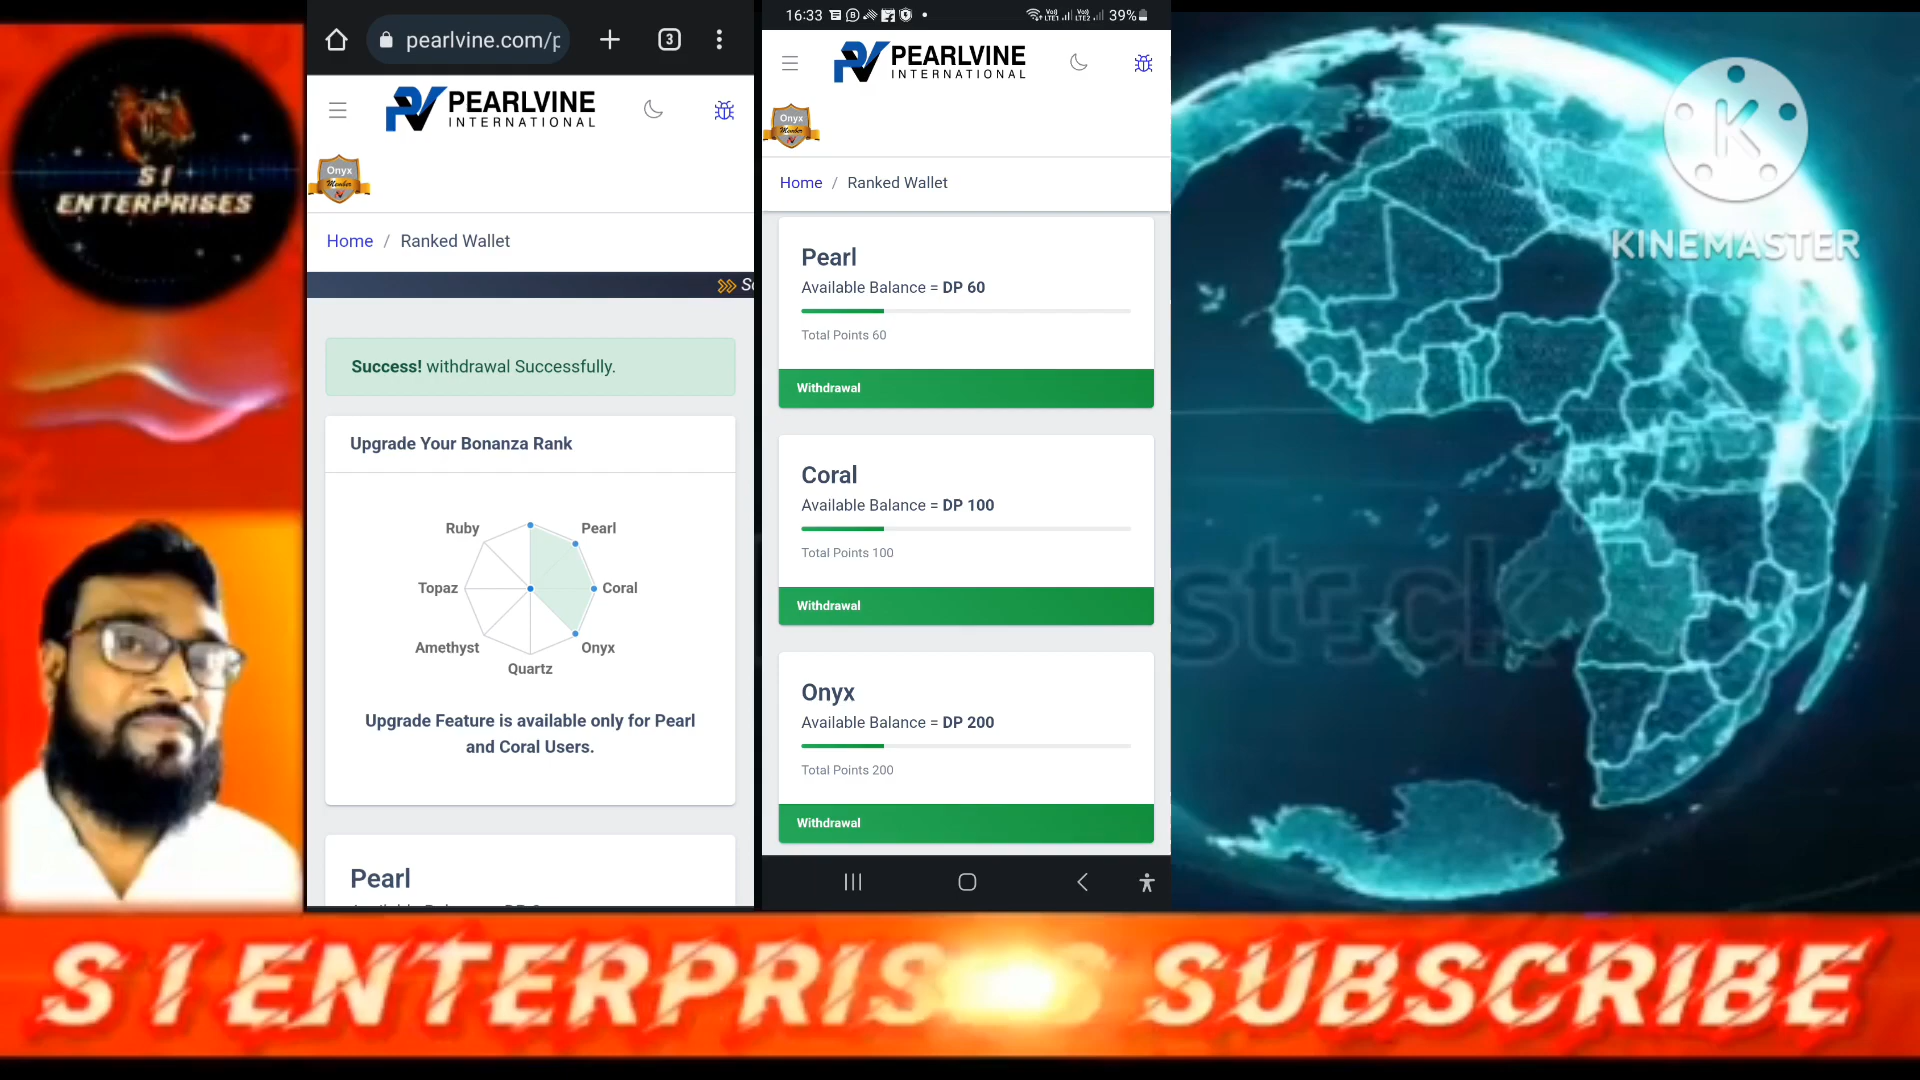 S I
ENTERPRISES
pearlvine.com/p
3
PEARLVINE
INTERNATIONAL
Onyx
Member
Home / Ranked Wallet
Success! withdrawal Successfully.
Upgrade Your Bonanza Rank
Ruby
Pearl
Topaz
Coral
Amethyst
Onyx
Quartz
Upgrade Feature is available only for Pearl
and Coral Users.
Pearl
16:33
39%
PEARLVINE
INTERNATIONAL
Onyx
Member
Home / Ranked Wallet
Pearl
Available Balance = DP 60
Total Points 60
Withdrawal
Coral
Available Balance = DP 100
Total Points 100
Withdrawal
Onyx
Available Balance = DP 200
Total Points 200
Withdrawal
K
KINEMASTER
S I ENTERPRISES SUBSCRIBE